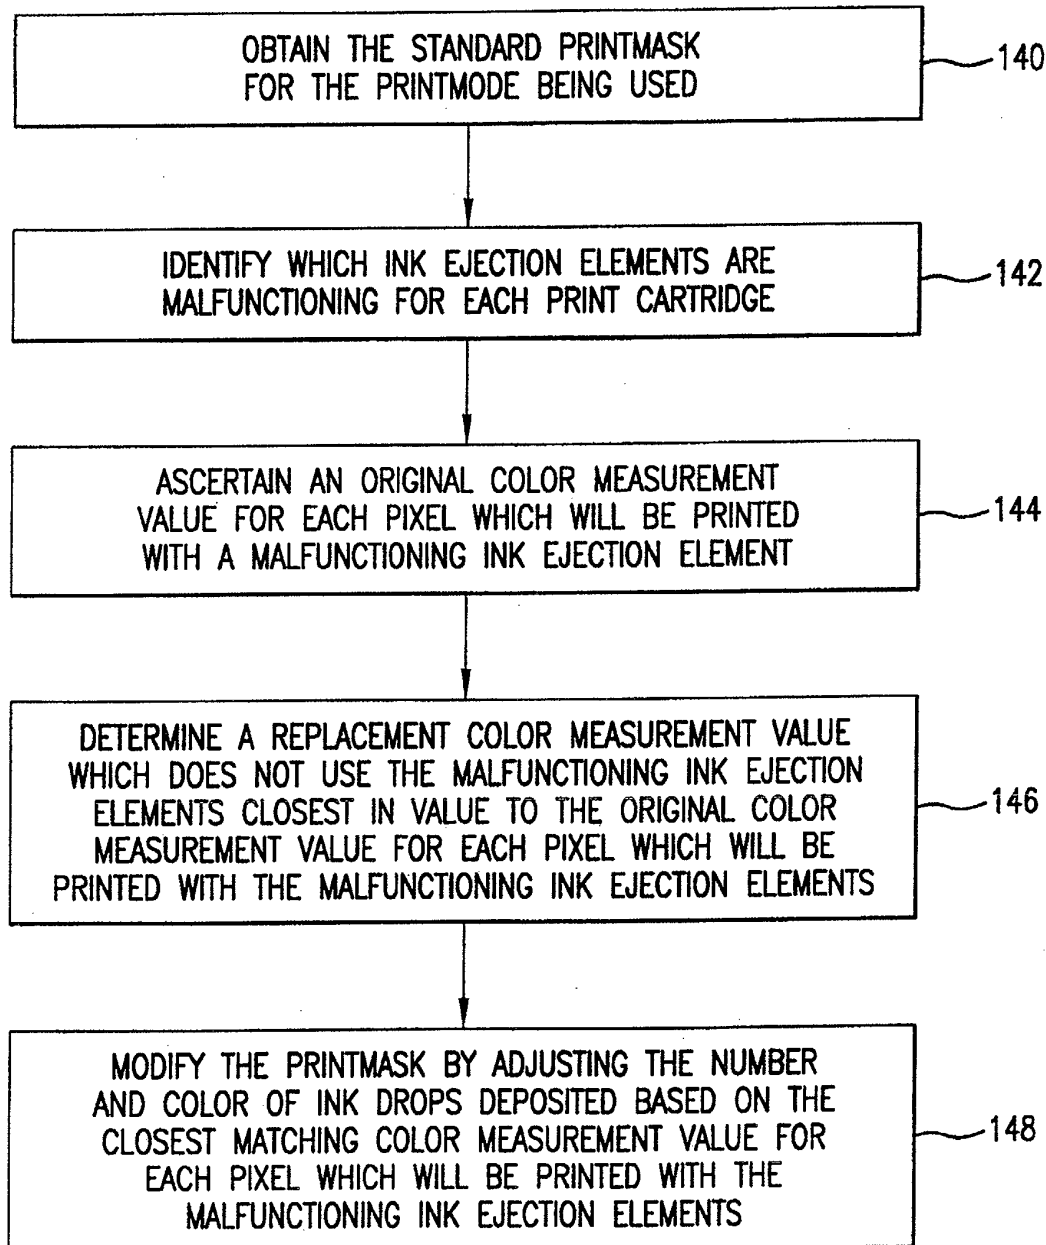 OBTAIN THE STANDARD PRINTMASK
FOR THE PRINTMODE BEING USED
140
IDENTIFY WHICH INK EJECTION ELEMENTS ARE
MALFUNCTIONING FOR EACH PRINT CARTRIDGE
142
ASCERTAIN AN ORIGINAL COLOR MEASUREMENT
VALUE FOR EACH PIXEL WHICH WILL BE PRINTED
WITH A MALFUNCTIONING INK EJECTION ELEMENT
144
DETERMINE A REPLACEMENT COLOR MEASUREMENT VALUE
WHICH DOES NOT USE THE MALFUNCTIONING INK EJECTION
ELEMENTS CLOSEST IN VALUE TO THE ORIGINAL COLOR
MEASUREMENT VALUE FOR EACH PIXEL WHICH WILL BE
PRINTED WITH THE MALFUNCTIONING INK EJECTION ELEMENTS
146
MODIFY THE PRINTMASK BY ADJUSTING THE NUMBER
AND COLOR OF INK DROPS DEPOSITED BASED ON THE
CLOSEST MATCHING COLOR MEASUREMENT VALUE FOR
EACH PIXEL WHICH WILL BE PRINTED WITH THE
MALFUNCTIONING INK EJECTION ELEMENTS
148